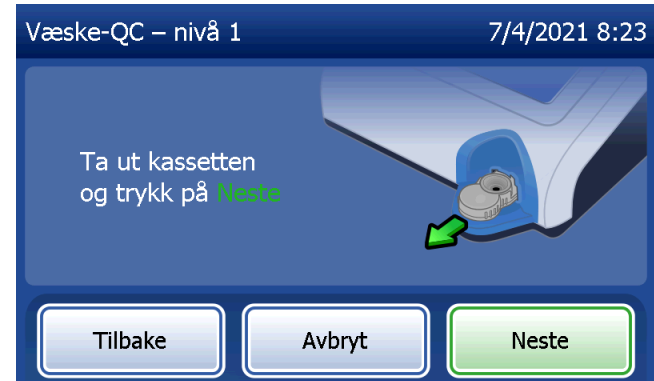 Væske-QC – nivå 1
7/4/2021 8:23
Ta ut kassetten
og trykk på Neste
Tilbake
Avbryt
Neste